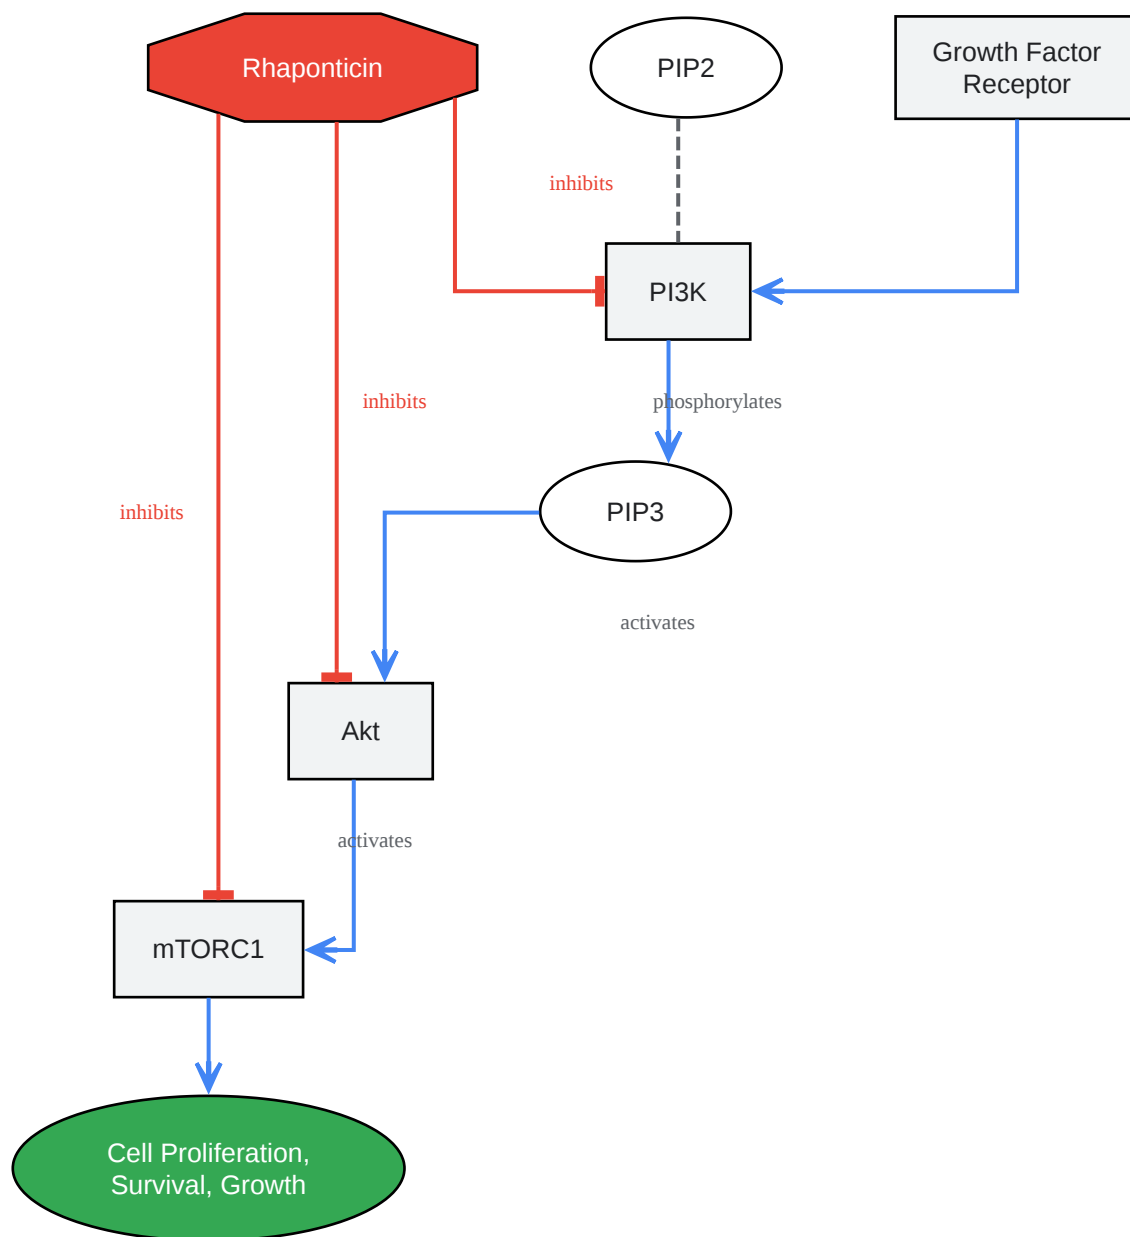 Rhaponticin
PIP2
Growth Factor
Receptor
inhibits
PI3K
inhibits
phosphorylates
inhibits
PIP3
activates
Akt
activates
mTORC1
Cell Proliferation,
Survival, Growth